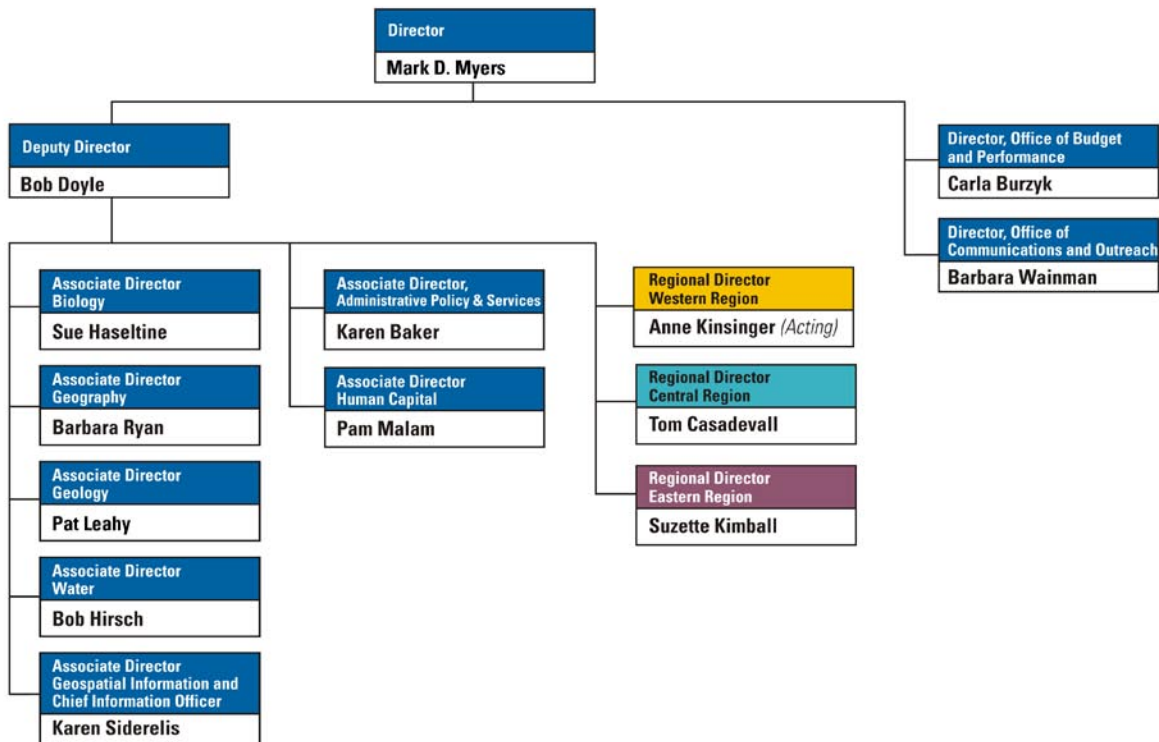 Director
Mark D. Myers
Deputy Director
Bob Doyle
Director, Office of Budget
and Performance
Carla Burzyk
Director, Office of
Communications and Outreach
Barbara Wainman
Associate Director
Biology
Sue Haseltine
Associate Director
Geography
Barbara Ryan
Associate Director
Geology
Pat Leahy
Associate Director
Water
Bob Hirsch
Associate Director
Geospatial Information and
Chief Information Officer
Karen Siderelis
Associate Director,
Administrative Policy & Services
Karen Baker
Associate Director
Human Capital
Pam Malam
Regional Director
Western Region
Anne Kinsinger (Acting)
Regional Director
Central Region
Tom Casadevall
Regional Director
Eastern Region
Suzette Kimball